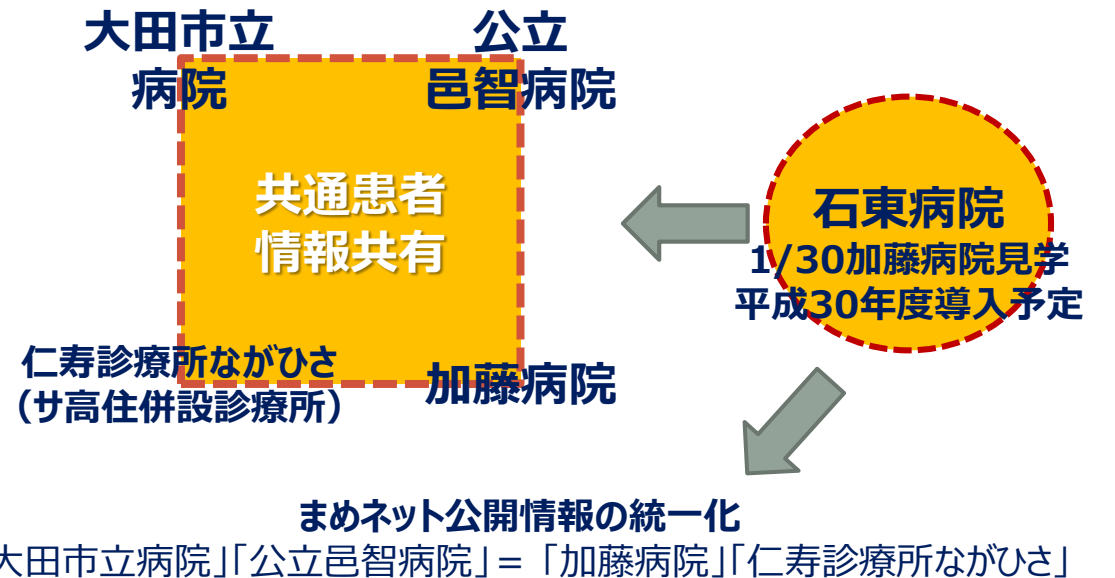 大田市立
病院
公立
邑智病院
共通患者
情報共有
石東病院
1/30加藤病院見学
平成30年度導入予定
仁寿診療所ながひさ
（サ高住併設診療所）
加藤病院
まめネット公開情報の統一化
大田市立病院」「公立邑智病院」=「加藤病院」「仁寿診療所ながひさ」